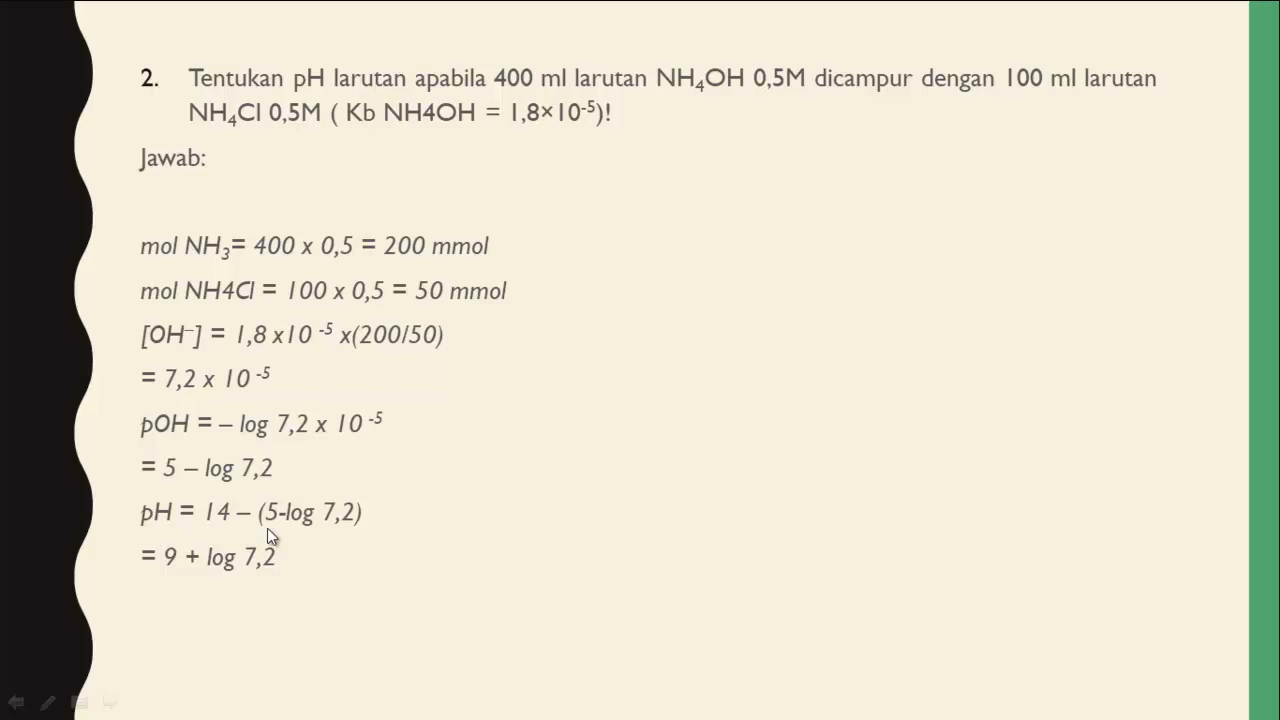 2. Tentukan pH larutan apabila 400 ml larutan NH₄OH 0,5M dicampur dengan 100 ml larutan
NH₄Cl 0,5M ( Kb NH4OH = 1,8×10⁻⁵)!
Jawab:
mol NH₃= 400 x 0,5 = 200 mmol
mol NH4Cl = 100 x 0,5 = 50 mmol
[OH⁻] = 1,8 x10 ⁻⁵ x(200/50)
= 7,2 x 10 ⁻⁵
pOH = – log 7,2 x 10 ⁻⁵
= 5 – log 7,2
pH = 14 – (5-log 7,2)
= 9 + log 7,2